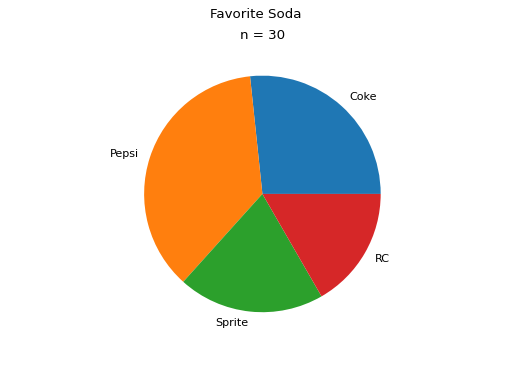 Favorite Soda
n = 30
Coke
Pepsi
RC
Sprite